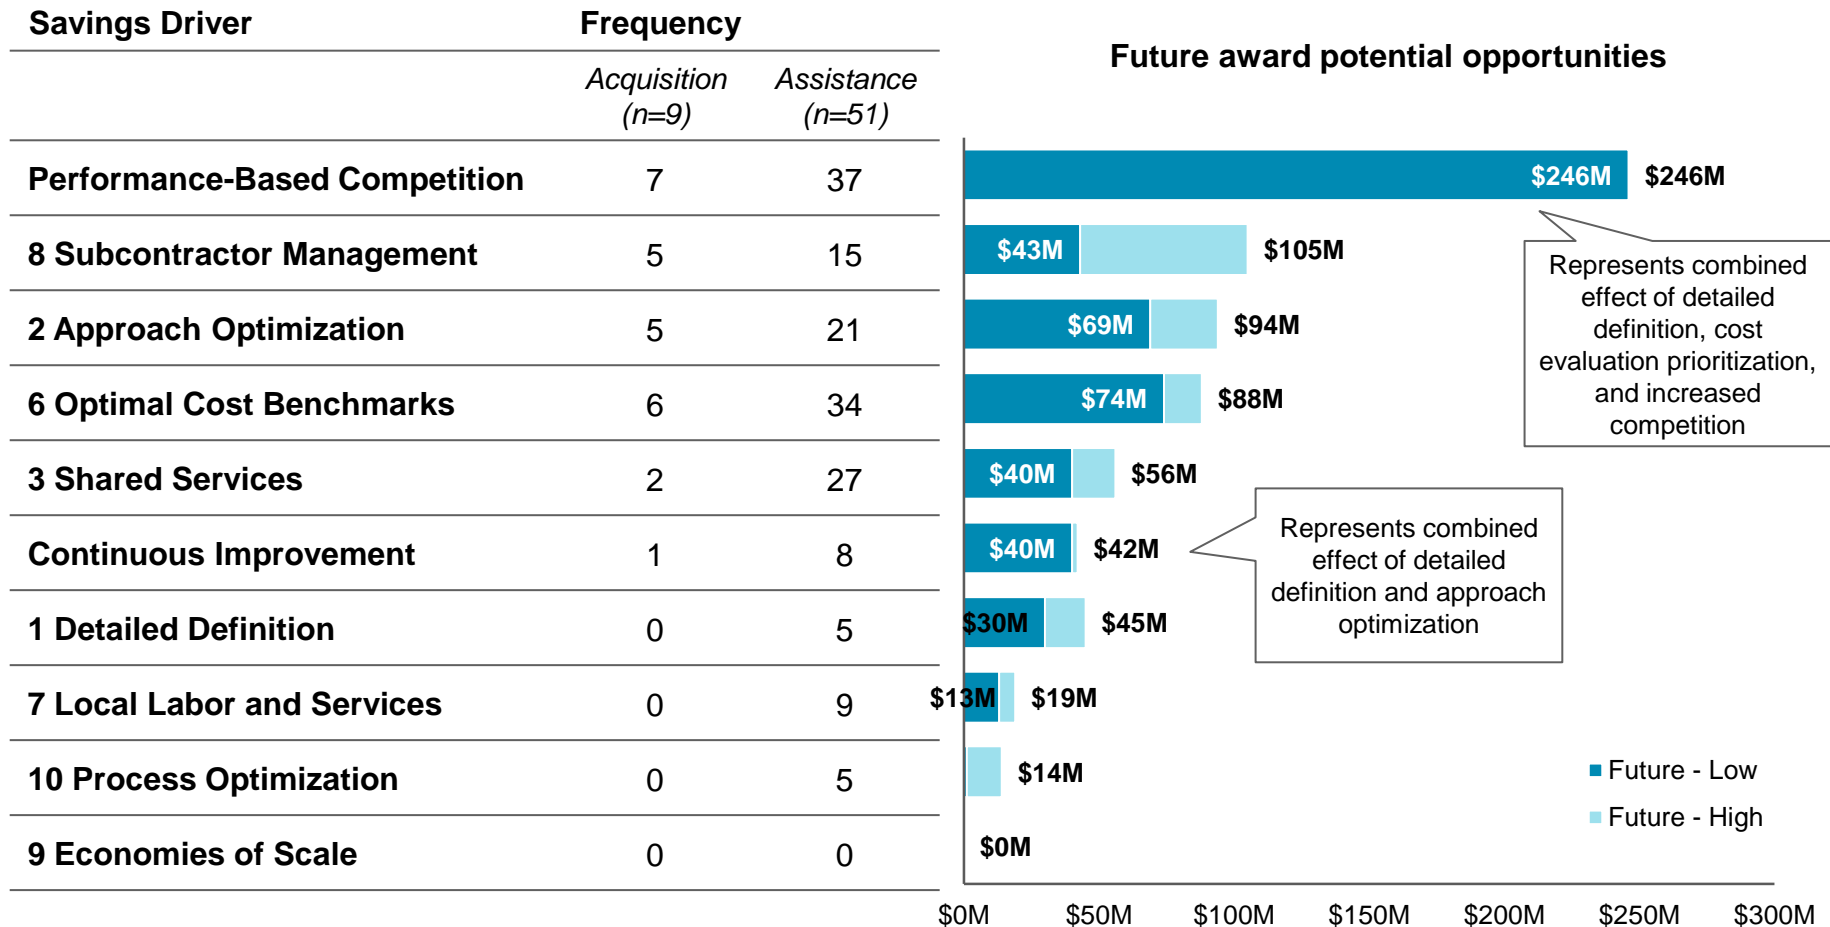 Savings Driver Frequency
Acquisition (n=9) Assistance (n=51)
Future award potential opportunities
Performance-Based Competition 7 37 $246M $246M
8 Subcontractor Management 5 15 $43M $105M
2 Approach Optimization 5 21 $69M $94M
6 Optimal Cost Benchmarks 6 34 $74M $88M
3 Shared Services 2 27 $40M $56M
Continuous Improvement 1 8 $40M $42M
1 Detailed Definition 0 5 $30M $45M
7 Local Labor and Services 0 9 $13M $19M
10 Process Optimization 0 5 $14M
9 Economies of Scale 0 0 $0M
Represents combined
effect of detailed
definition, cost
evaluation prioritization,
and increased
competition
Represents combined
effect of detailed
definition and approach
optimization
Future - Low
Future - High
$0M $50M $100M $150M $200M $250M $300M